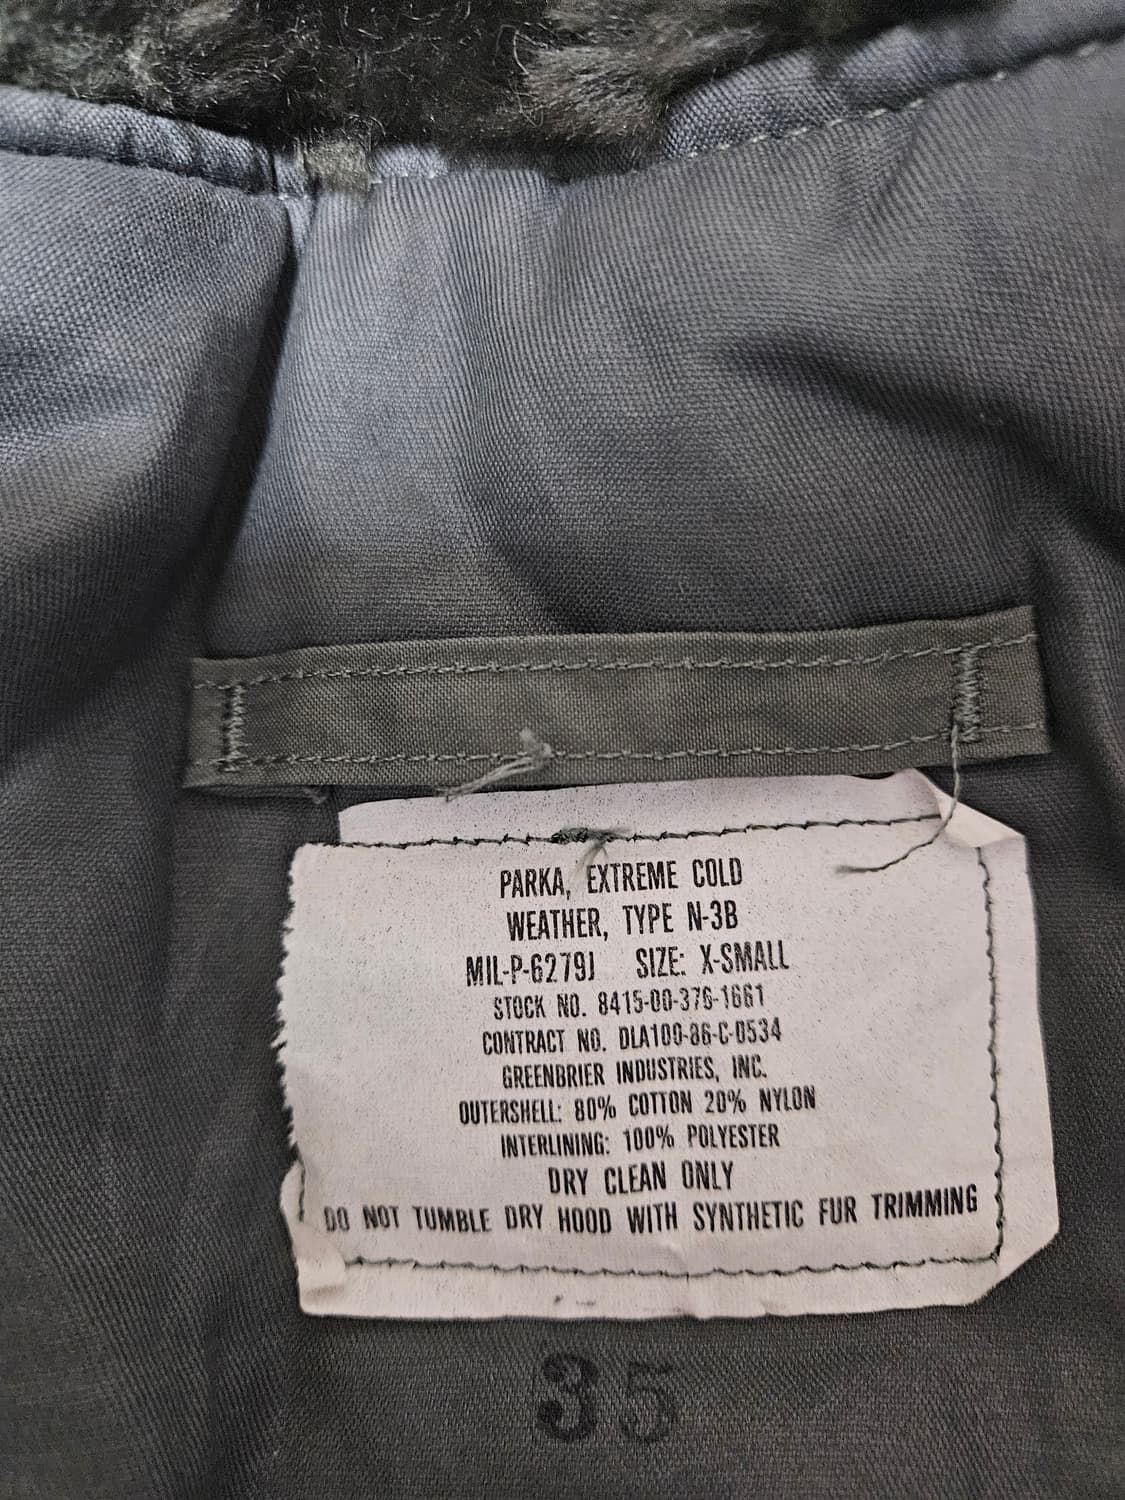 PARKA, EXTREME COLD
WEATHER, TYPE N-3B
MIL-P-6279J SIZE: X-SMALL
STOCK NO. 8415-00-376-1661
CONTRACT NO. DLA100-86-C-0534
GREENBRIER INDUSTRIES, INC.
OUTERSHELL: 80% COTTON 20% NYLON
INTERLINING: 100% POLYESTER
DRY CLEAN ONLY
DO NOT TUMBLE DRY HOOD WITH SYNTHETIC FUR TRIMMING
35